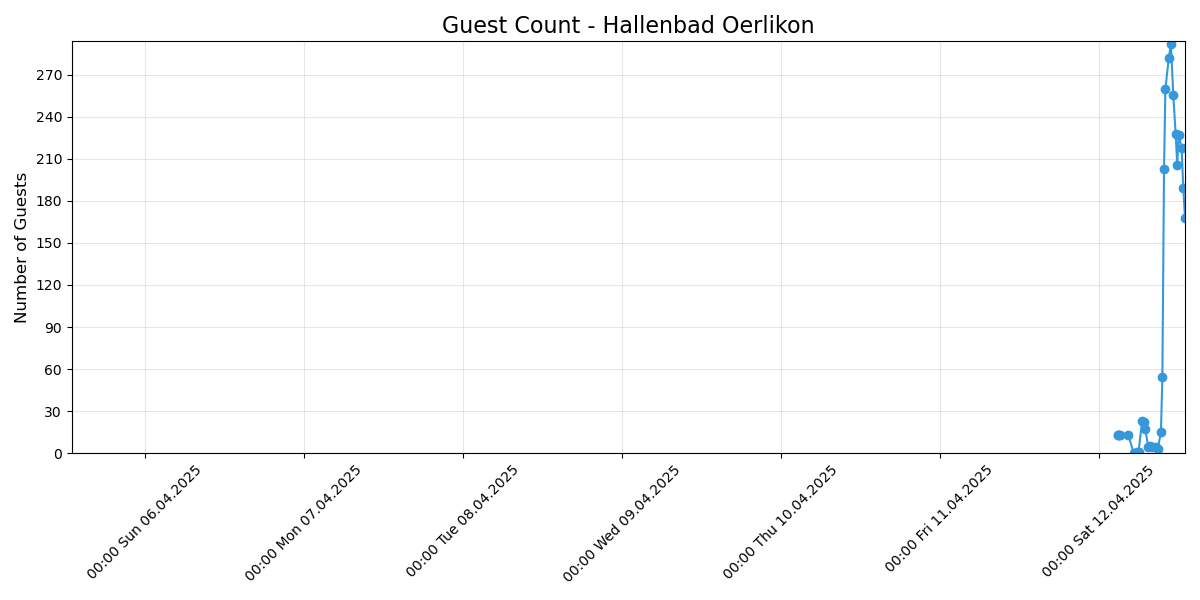 Guest Count - Hallenbad Oerlikon
Number of Guests
270
240
210
180
150
120
90
60
30
0
00:00 Sun 06.04.2025
00:00 Mon 07.04.2025
00:00 Tue 08.04.2025
00:00 Wed 09.04.2025
00:00 Thu 10.04.2025
00:00 Fri 11.04.2025
00:00 Sat 12.04.2025